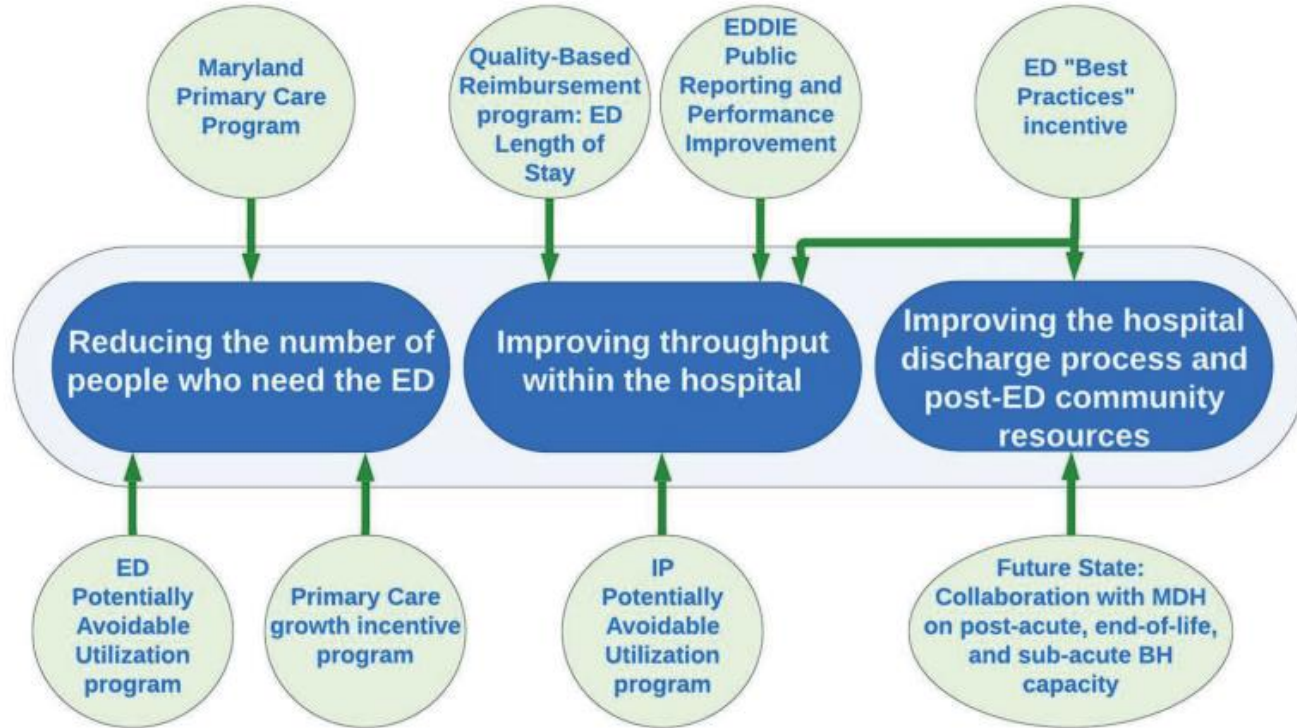 Maryland
Primary Care
Program
Quality-Based
Reimbursement
program: ED
Length of
Stay
EDDIE
Public
Reporting and
Performance
Improvement
ED "Best
Practices"
incentive
Reducing the number of
people who need the ED
Improving throughput
within the hospital
Improving the hospital
discharge process and
post-ED community
resources
ED
Potentially
Avoidable
Utilization
program
Primary Care
growth incentive
program
IP
Potentially
Avoidable
Utilization
program
Future State:
Collaboration with MDH
on post-acute, end-of-life,
and sub-acute BH
capacity